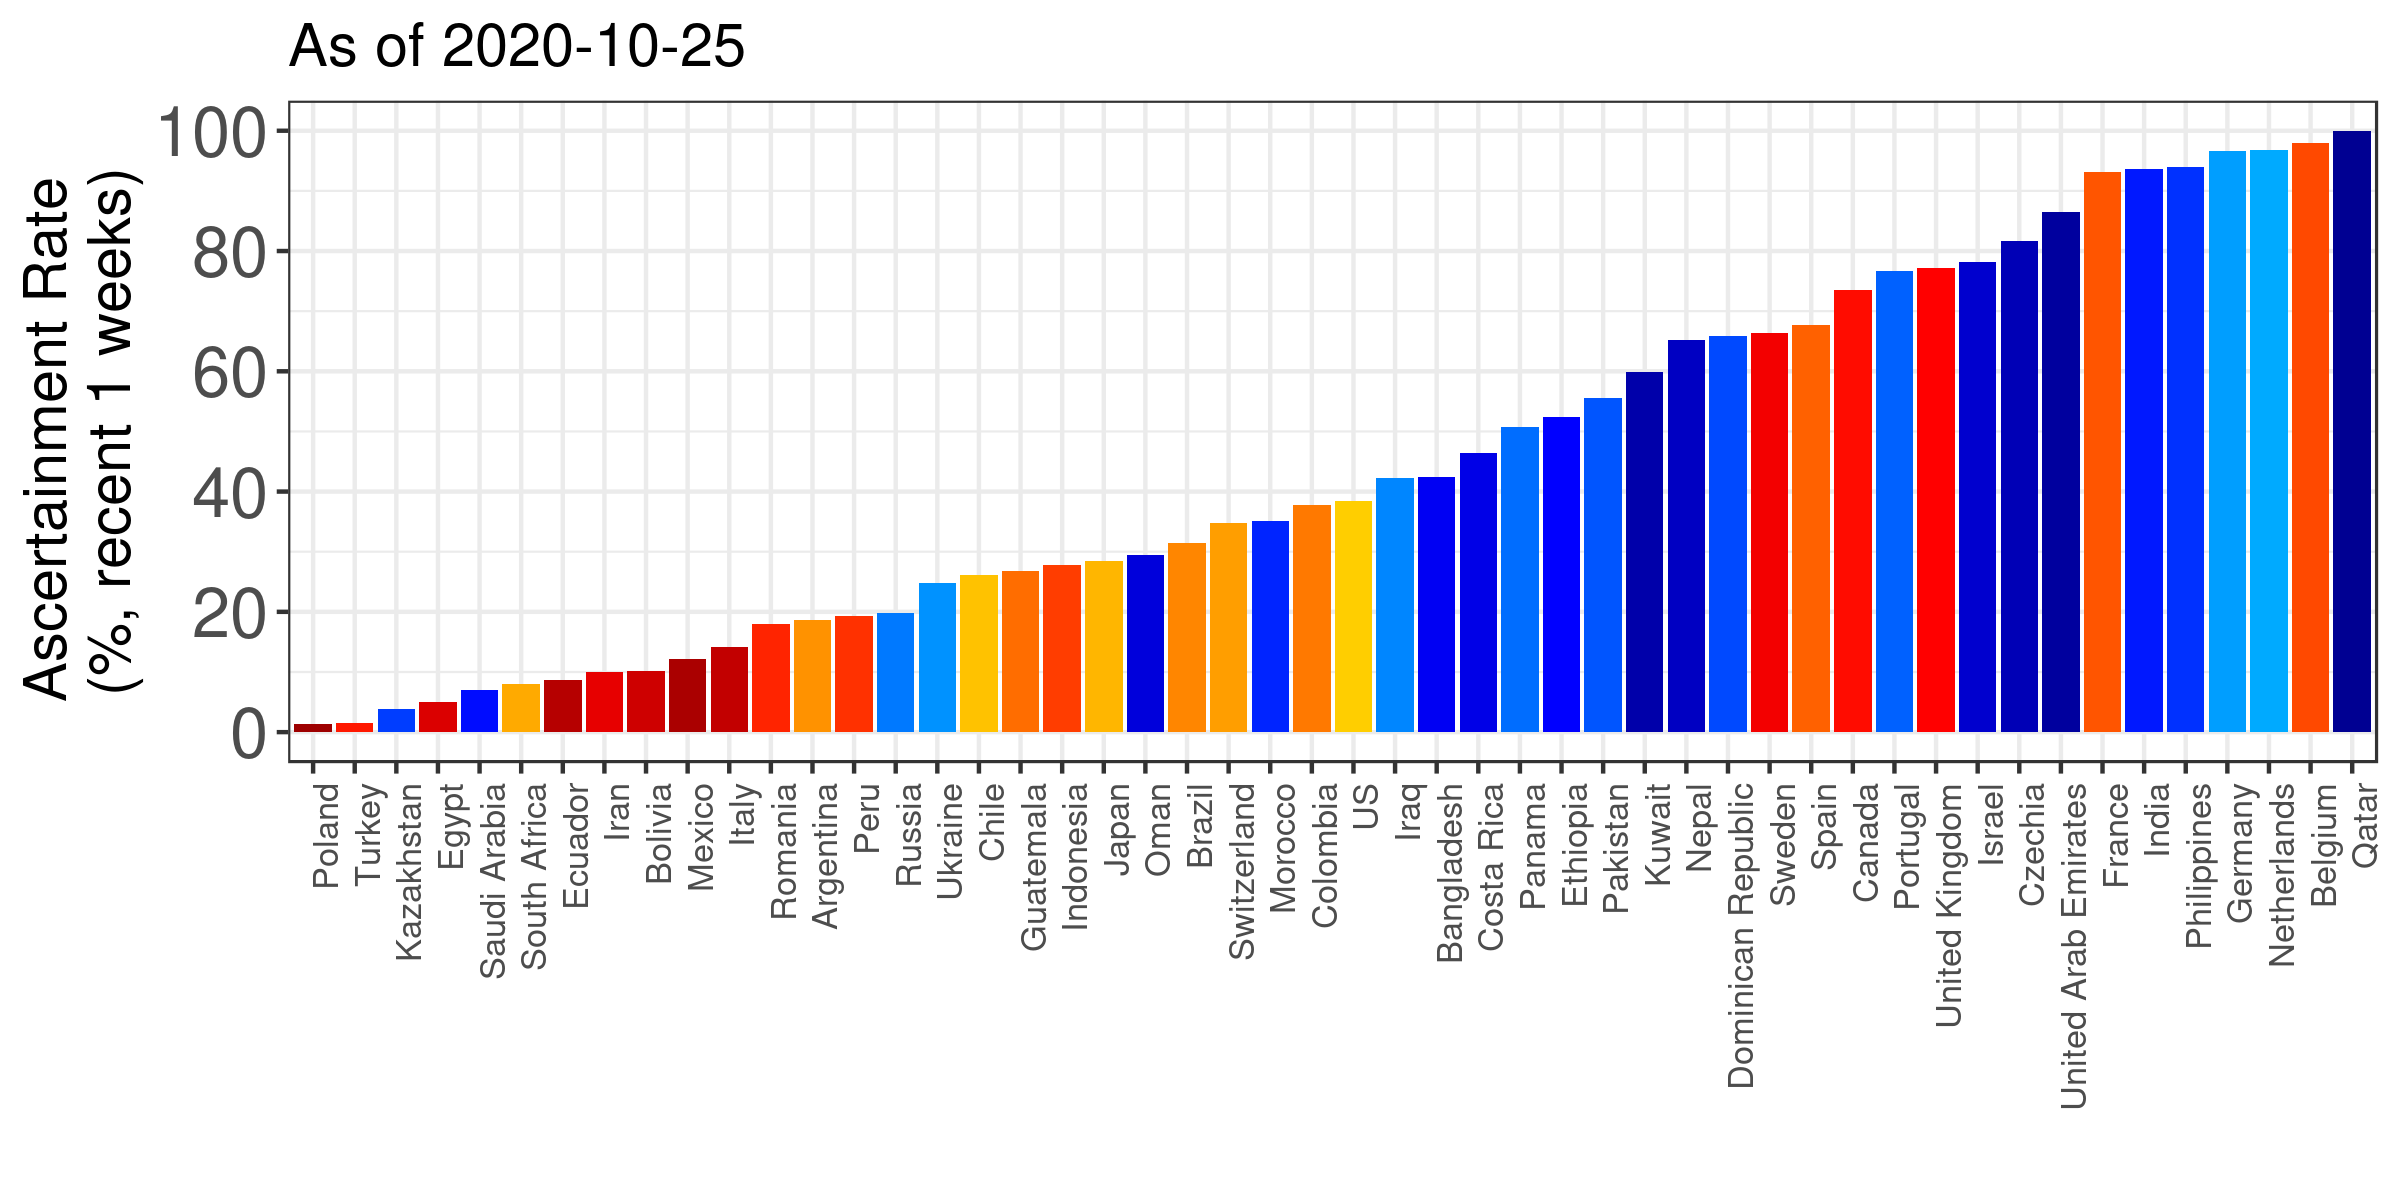 As of 2020-10-25
Ascertainment Rate
(%, recent 1 weeks)
100
80
60
40
20
0
Poland
Turkey
Kazakhstan
Egypt
Saudi Arabia
South Africa
Ecuador
Iran
Bolivia
Mexico
Italy
Romania
Argentina
Peru
Russia
Ukraine
Chile
Guatemala
Indonesia
Japan
Oman
Brazil
Switzerland
Morocco
Colombia
US
Iraq
Bangladesh
Costa Rica
Panama
Ethiopia
Pakistan
Kuwait
Nepal
Dominican Republic
Sweden
Spain
Canada
Portugal
United Kingdom
Israel
Czechia
United Arab Emirates
France
India
Philippines
Germany
Netherlands
Belgium
Qatar